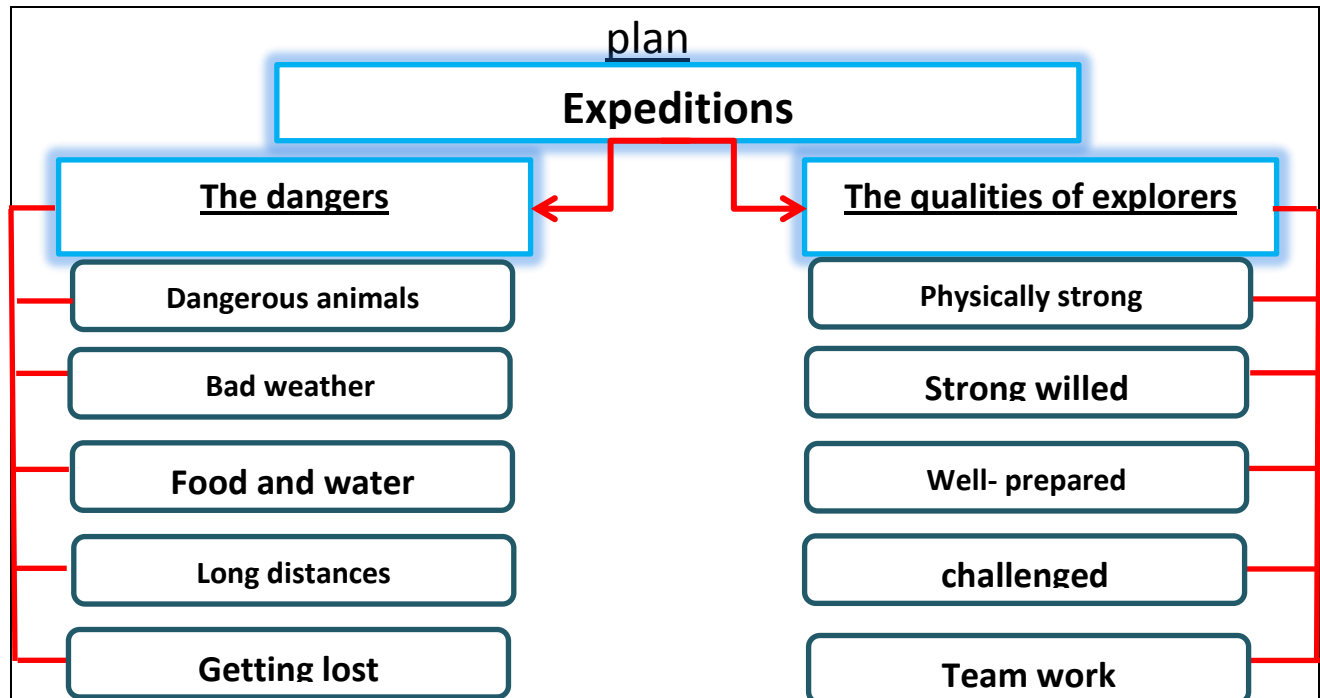 plan
Expeditions
The dangers
Dangerous animals
Bad weather
Food and water
Long distances
Getting lost
The qualities of explorers
Physically strong
Strong willed
Well- prepared
challenged
Team work